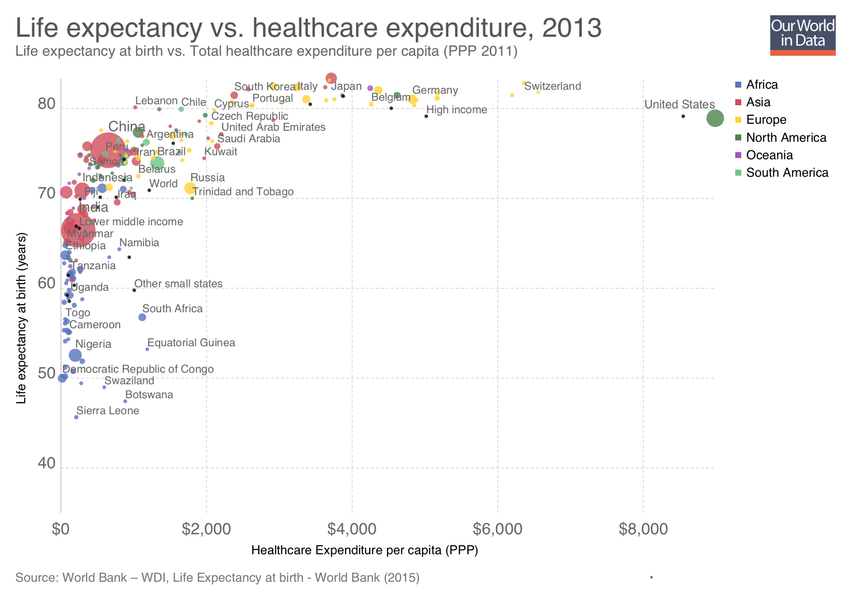 Life expectancy vs. healthcare expenditure, 2013
Life expectancy at birth vs. Total healthcare expenditure per capita (PPP 2011)
Our World
in Data
Africa
Asia
Europe
North America
Oceania
South America
Life expectancy at birth (years)
80
70
60
50
40
South Korea
Italy
Japan
Switzerland
Germany
Belgium
Lebanon
Chile
Cyprus
Portugal
High income
United States
Czech Republic
China
Argentina
United Arab Emirates
Saudi Arabia
Peru
Iran
Brazil
Kuwait
Samoa
Belarus
Indonesia
World
Russia
Fiji
Iraq
Trinidad and Tobago
India
Lower middle income
Myanmar
Ethiopia
Namibia
Tanzania
Uganda
Other small states
Togo
South Africa
Cameroon
Nigeria
Equatorial Guinea
Democratic Republic of Congo
Swaziland
Botswana
Sierra Leone
$0
$2,000
$4,000
$6,000
$8,000
Healthcare Expenditure per capita (PPP)
Source: World Bank – WDI, Life Expectancy at birth - World Bank (2015)